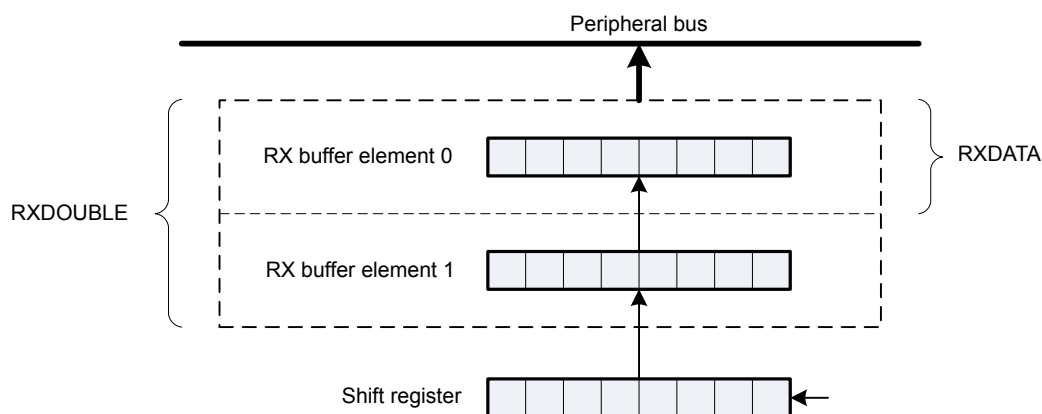 Peripheral bus
RX buffer element 0
RXDATA
RXDOUBLE
RX buffer element 1
Shift register